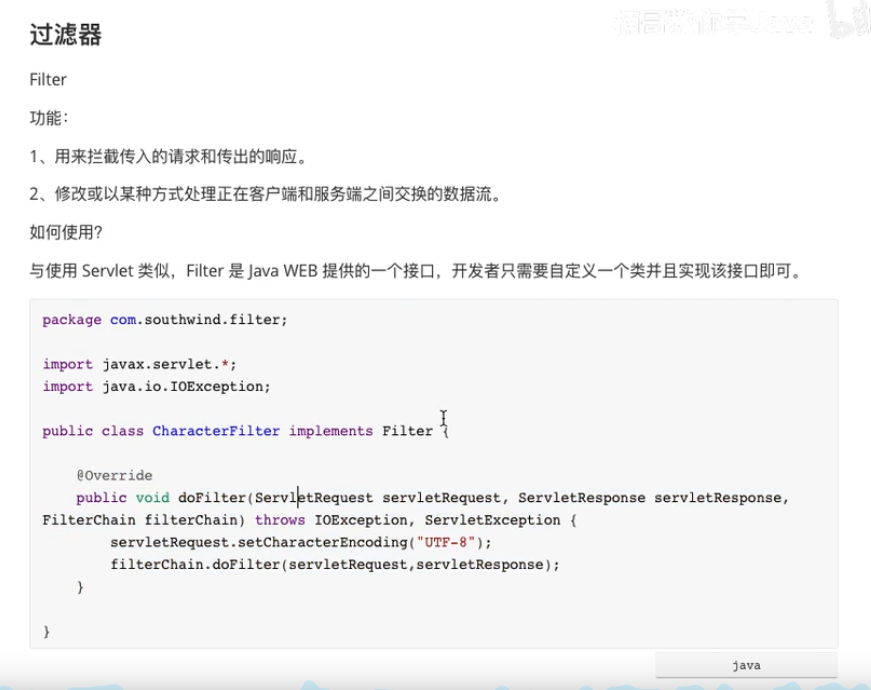 过滤器
Filter
功能：
1、用来拦截传入的请求和传出的响应。
2、修改或以某种方式处理正在客户端和服务端之间交换的数据流。
如何使用？
与使用 Servlet 类似，Filter 是 Java WEB 提供的一个接口，开发者只需要自定义一个类并且实现该接口即可。
package com.southwind.filter;
import javax.servlet.*;
import java.io.IOException;
public class CharacterFilter implements Filter {
@Override
public void doFilter(ServletRequest servletRequest, ServletResponse servletResponse,
FilterChain filterChain) throws IOException, ServletException {
servletRequest.setCharacterEncoding("UTF-8");
filterChain.doFilter(servletRequest,servletResponse);
}
}
java